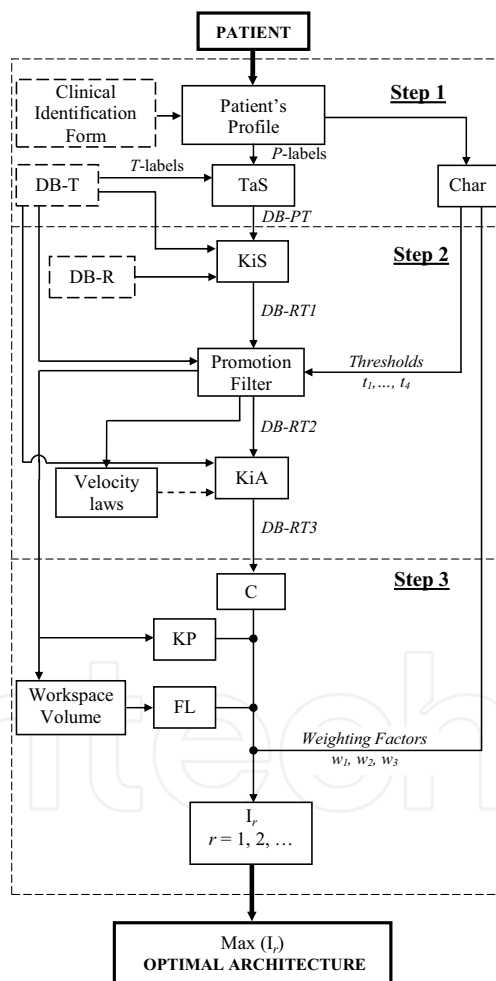 PATIENT
Step 1
Clinical
Identification
Form
Patient's
Profile
T-labels
P-labels
DB-T
TaS
Char
DB-PT
Step 2
KiS
DB-R
DB-RT1
Promotion
Filter
Thresholds
t1,…, t4
DB-RT2
Velocity
laws
KiA
DB-RT3
Step 3
C
KP
Workspace
Volume
FL
Weighting Factors
w1, w2, w3
Ir
r = 1, 2, …
Max (Ir)
OPTIMAL ARCHITECTURE